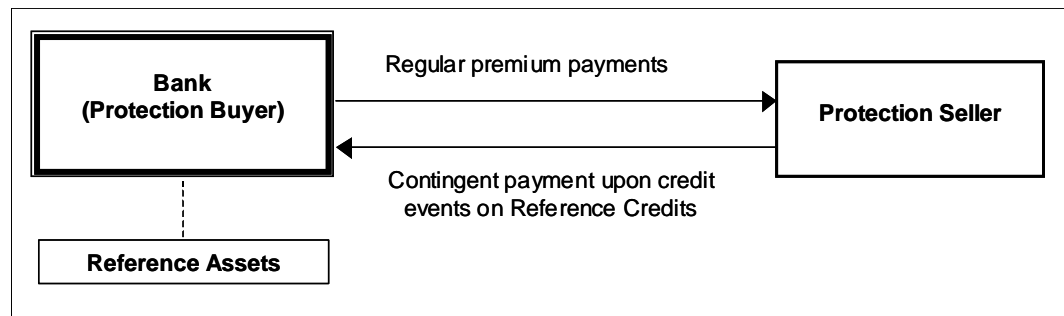 Bank
(Protection Buyer)
Regular premium payments
Protection Seller
Contingent payment upon credit
events on Reference Credits
Reference Assets